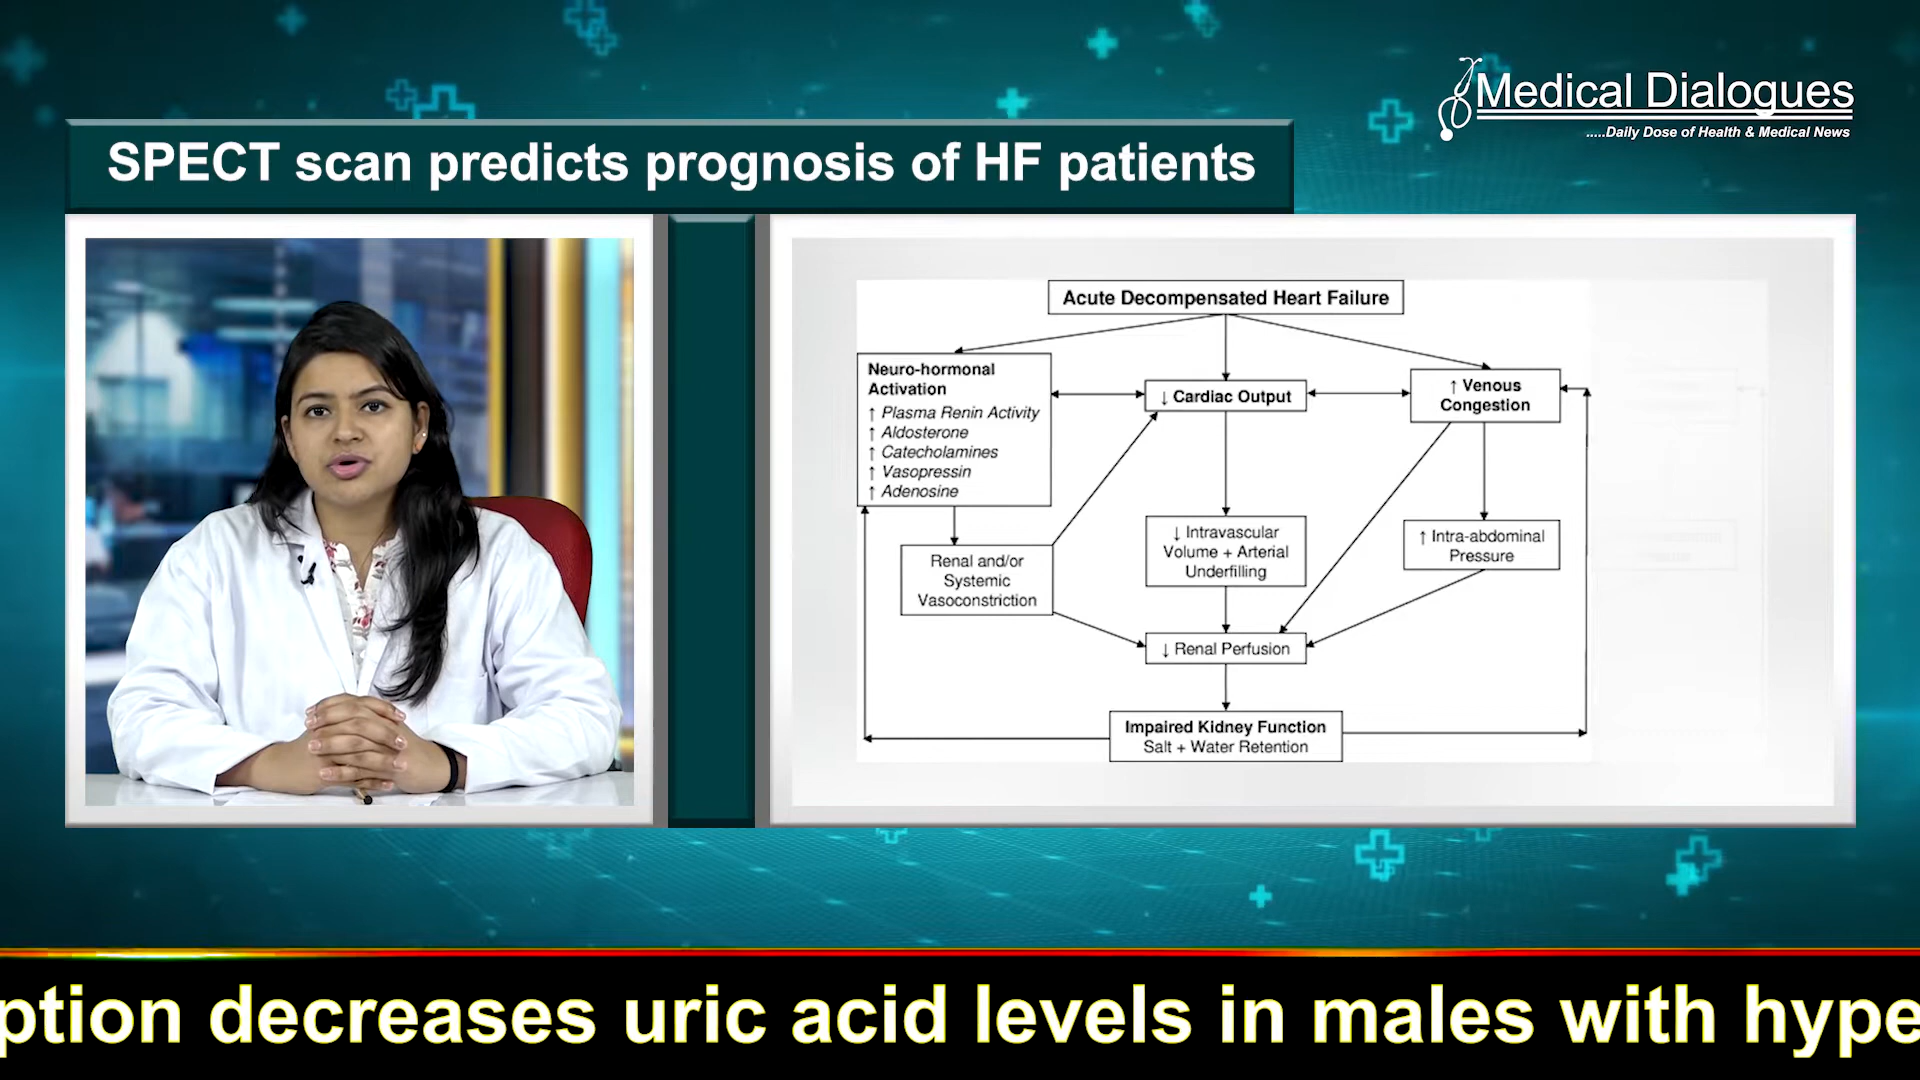 Medical Dialogues
.....Daily Dose of Health & Medical News
SPECT scan predicts prognosis of HF patients
Acute Decompensated Heart Failure
Neuro-hormonal
Activation
↑ Plasma Renin Activity
↑ Aldosterone
↑ Catecholamines
↑ Vasopressin
↑ Adenosine
↓ Cardiac Output
↑ Venous
Congestion
Renal and/or
Systemic
Vasoconstriction
↓ Intravascular
Volume + Arterial
Underfilling
↑ Intra-abdominal
Pressure
↓ Renal Perfusion
Impaired Kidney Function
Salt + Water Retention
ption decreases uric acid levels in males with hype